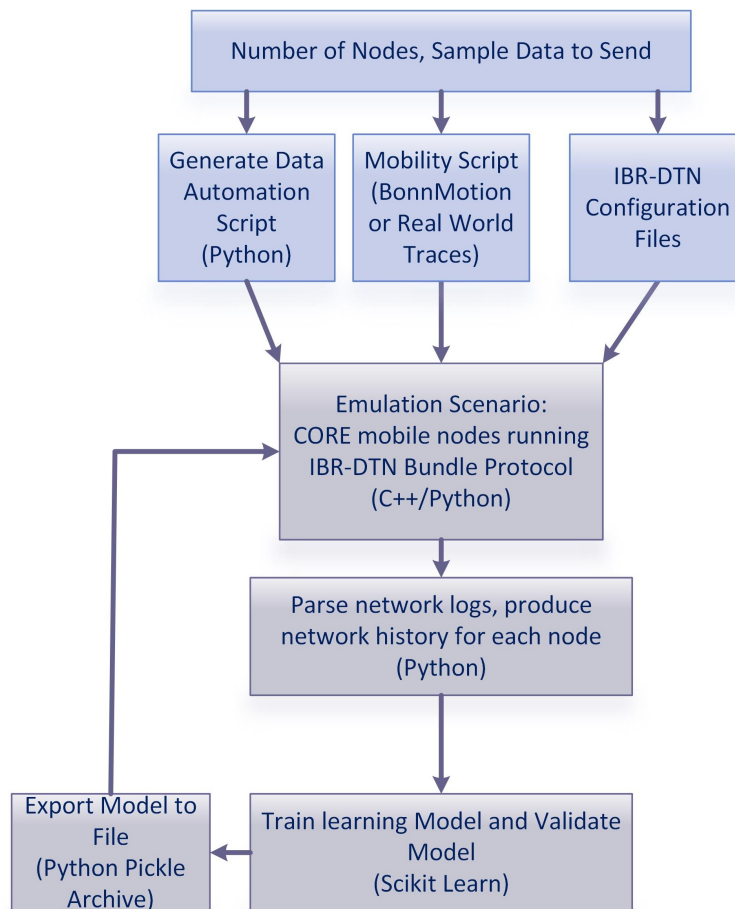 Number of Nodes, Sample Data to Send
Generate Data
Automation
Script
(Python)
Mobility Script
(BonnMotion
or Real World
Traces)
IBR-DTN
Configuration
Files
Emulation Scenario:
CORE mobile nodes running
IBR-DTN Bundle Protocol
(C++/Python)
Parse network logs, produce
network history for each node
(Python)
Export Model to
File
(Python Pickle
Archive)
Train learning Model and Validate
Model
(Scikit Learn)